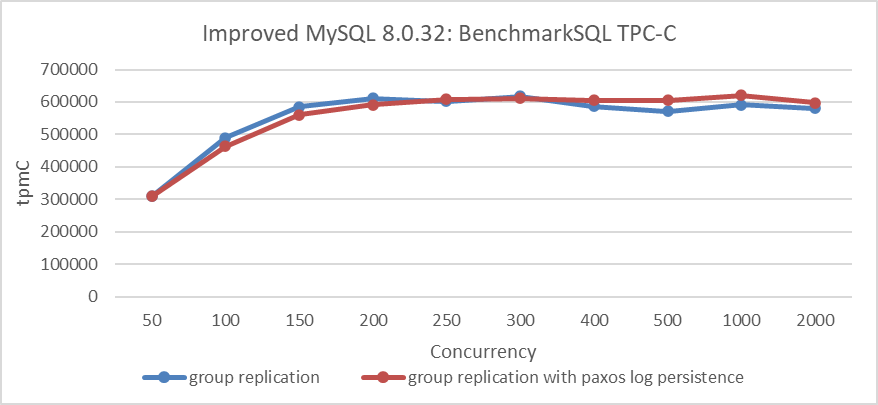 Improved MySQL 8.0.32: BenchmarkSQL TPC-C
700000
600000
500000
400000
300000
200000
100000
0
tpmC
50 100 150 200 250 300 400 500 1000 2000
Concurrency
group replication group replication with paxos log persistence